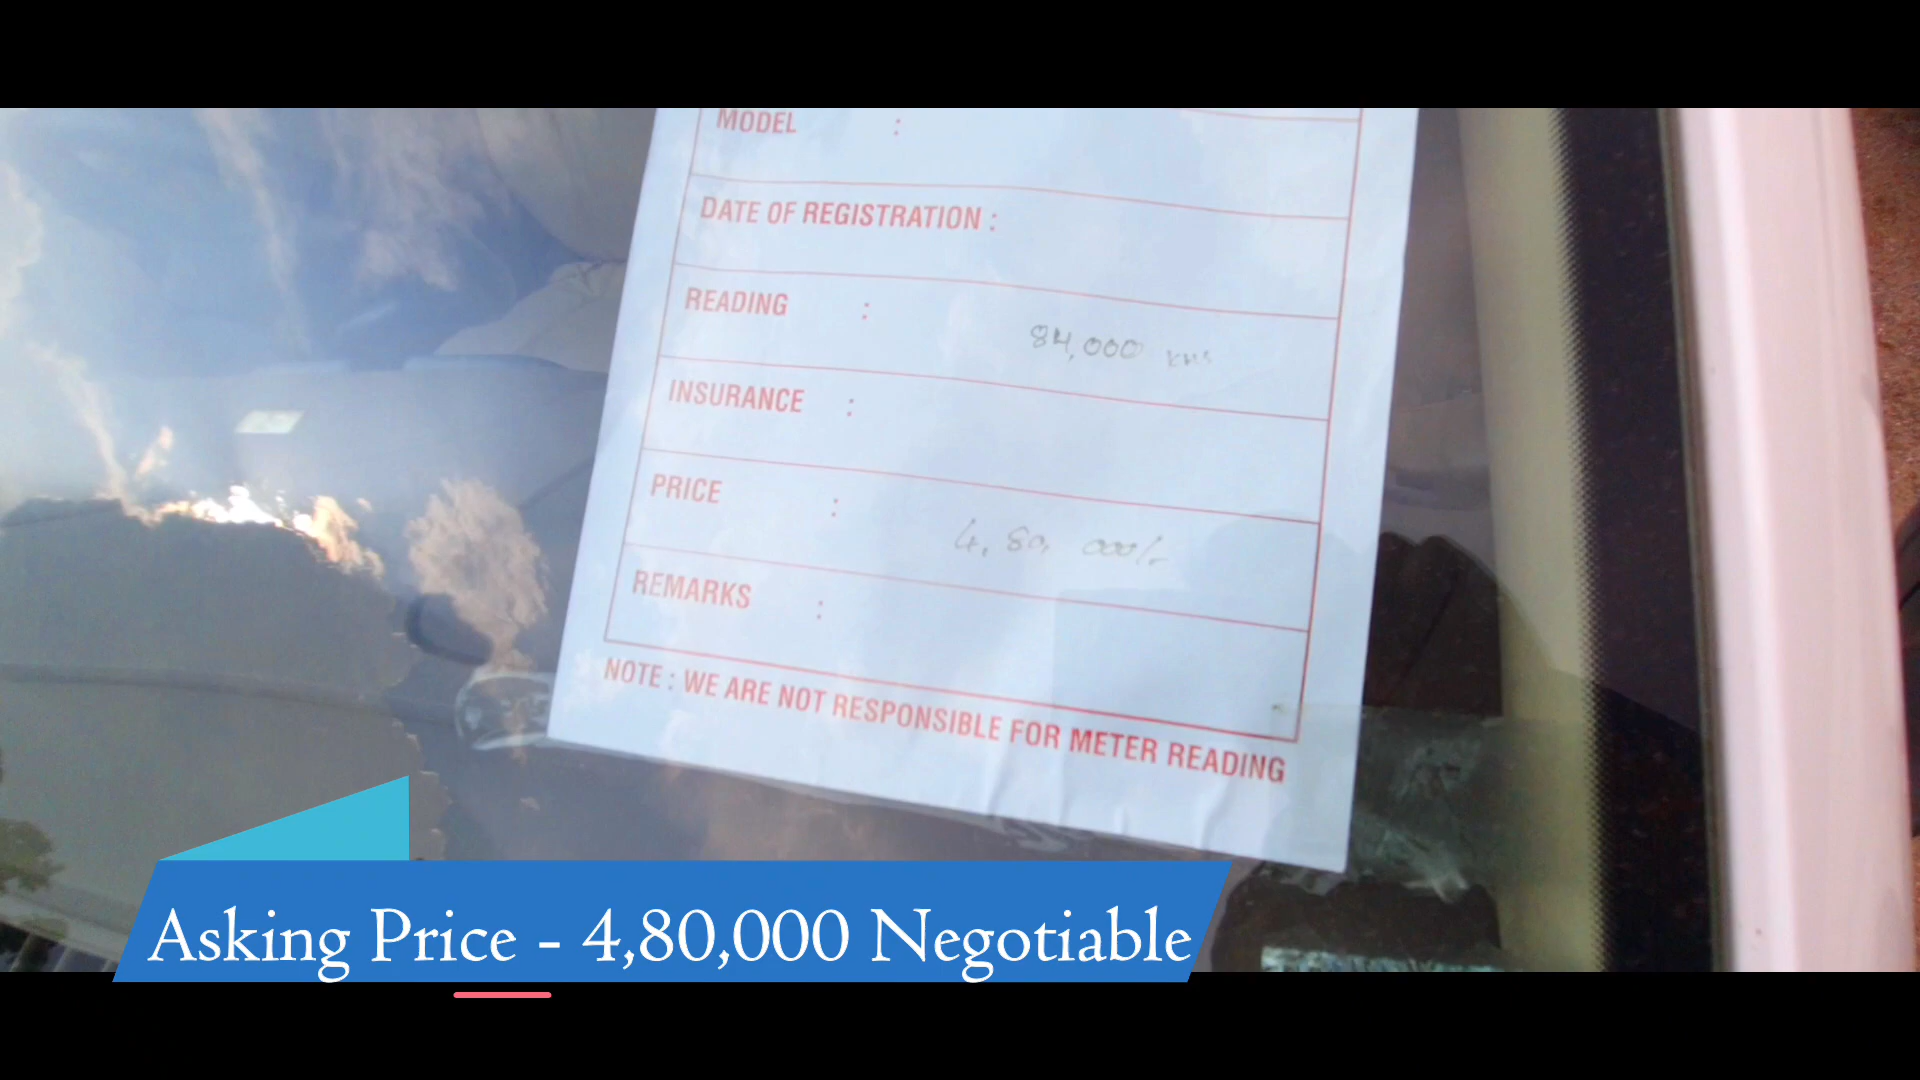 MODEL :
DATE OF REGISTRATION :
READING : 84,000 kms
INSURANCE :
PRICE : 4,80,000/-
REMARKS :
NOTE : WE ARE NOT RESPONSIBLE FOR METER READING
Asking Price - 4,80,000 Negotiable